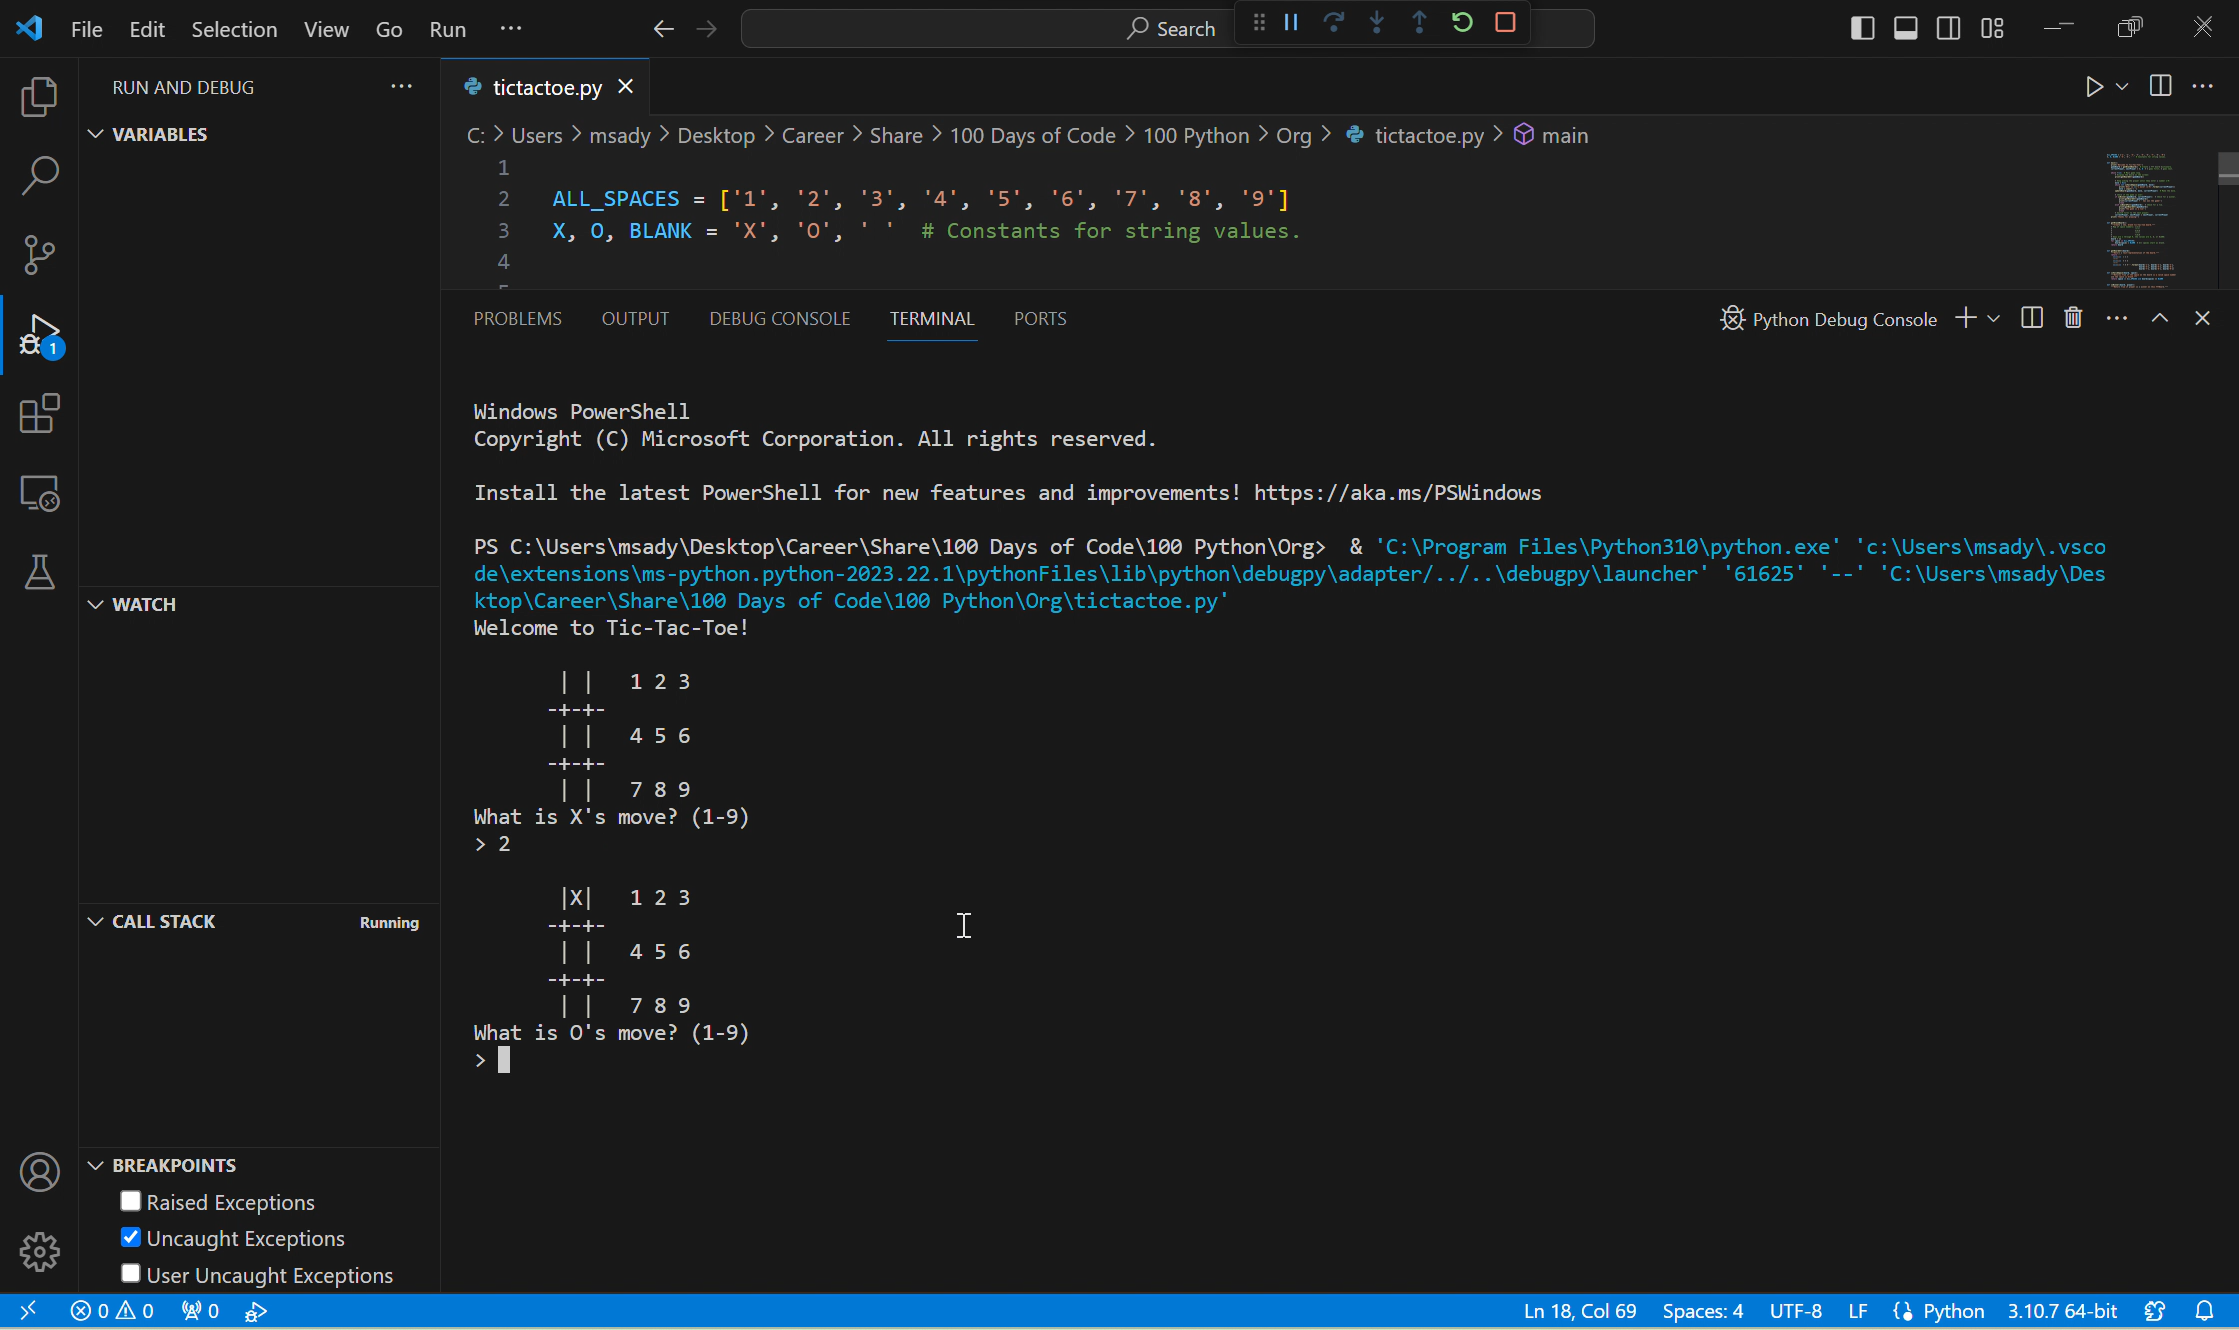 File Edit Selection View Go Run ··· Search
RUN AND DEBUG ···
VARIABLES
WATCH
CALL STACK Running
BREAKPOINTS
Raised Exceptions
Uncaught Exceptions
User Uncaught Exceptions
1
tictactoe.py
C: > Users > msady > Desktop > Career > Share > 100 Days of Code > 100 Python > Org > tictactoe.py > main
1
2 ALL_SPACES = ['1', '2', '3', '4', '5', '6', '7', '8', '9']
3 X, O, BLANK = 'X', 'O', ' ' # Constants for string values.
4
PROBLEMS OUTPUT DEBUG CONSOLE TERMINAL PORTS Python Debug Console
Windows PowerShell
Copyright (C) Microsoft Corporation. All rights reserved.
Install the latest PowerShell for new features and improvements! https://aka.ms/PSWindows
PS C:\Users\msady\Desktop\Career\Share\100 Days of Code\100 Python\Org> & 'C:\Program Files\Python310\python.exe' 'c:\Users\msady\.vsco
de\extensions\ms-python.python-2023.22.1\pythonFiles\lib\python\debugpy\adapter/../..\debugpy\launcher' '61625' '--' 'C:\Users\msady\Des
ktop\Career\Share\100 Days of Code\100 Python\Org\tictactoe.py'
Welcome to Tic-Tac-Toe!
| | 1 2 3
-+-+-
| | 4 5 6
-+-+-
| | 7 8 9
What is X's move? (1-9)
> 2
|X| 1 2 3
-+-+-
| | 4 5 6
-+-+-
| | 7 8 9
What is O's move? (1-9)
>
0 0 0 Ln 18, Col 69 Spaces: 4 UTF-8 LF Python 3.10.7 64-bit